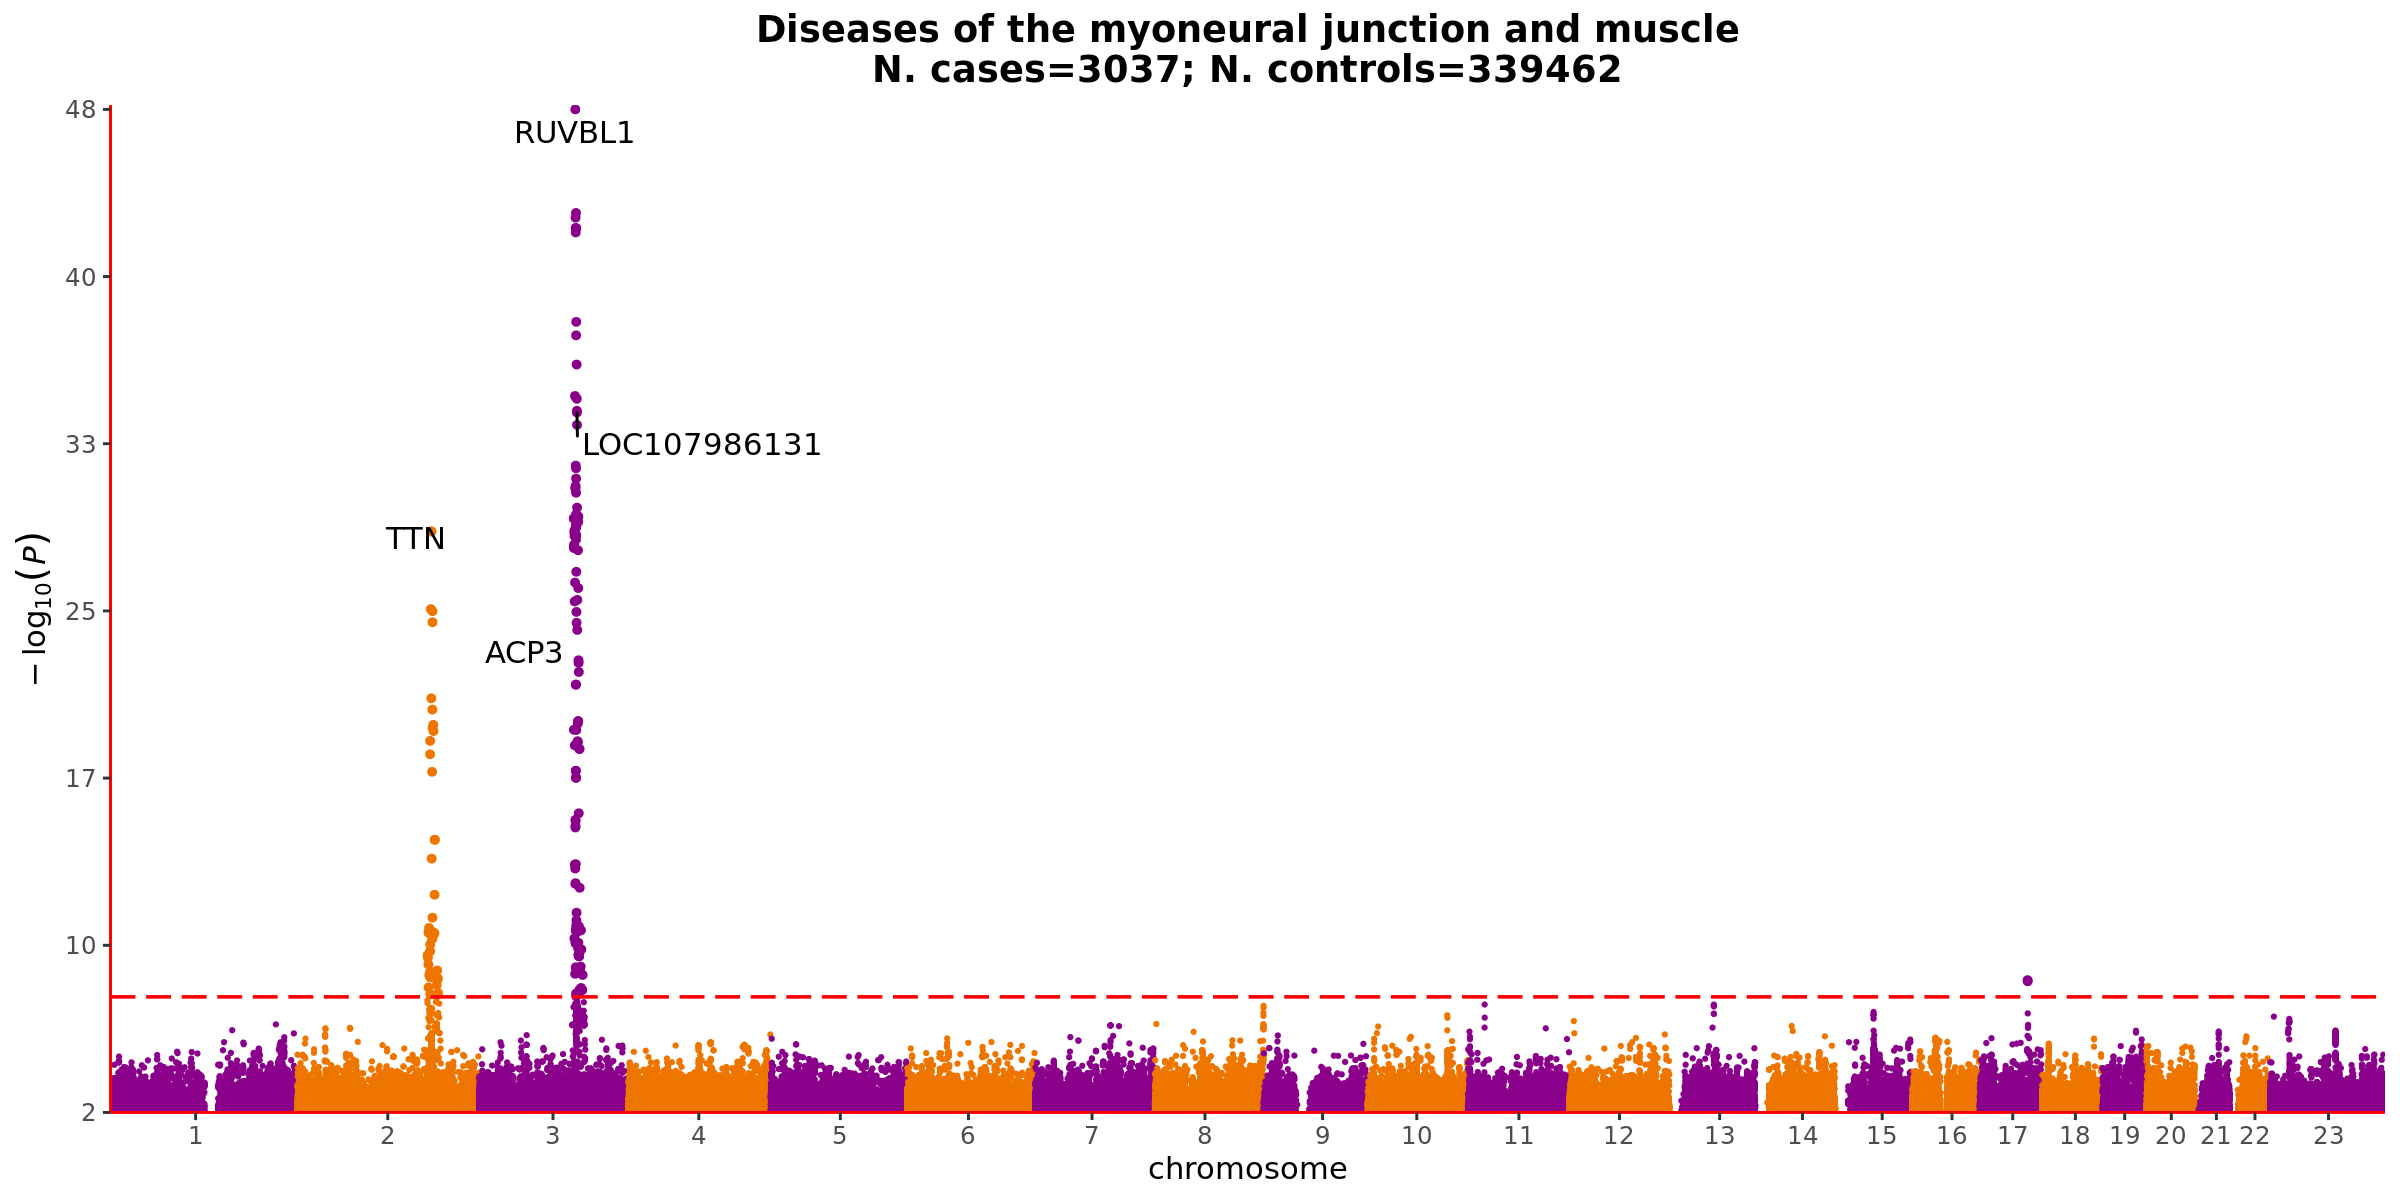 Diseases of the myoneural junction and muscle
N. cases=3037; N. controls=339462
48
RUVBL1
40
33
LOC107986131
TTN
25
ACP3
17
10
2
− log10(P)
1 2 3 4 5 6 7 8 9 10 11 12 13 14 15 16 17 18 19 20 21 22 23
chromosome